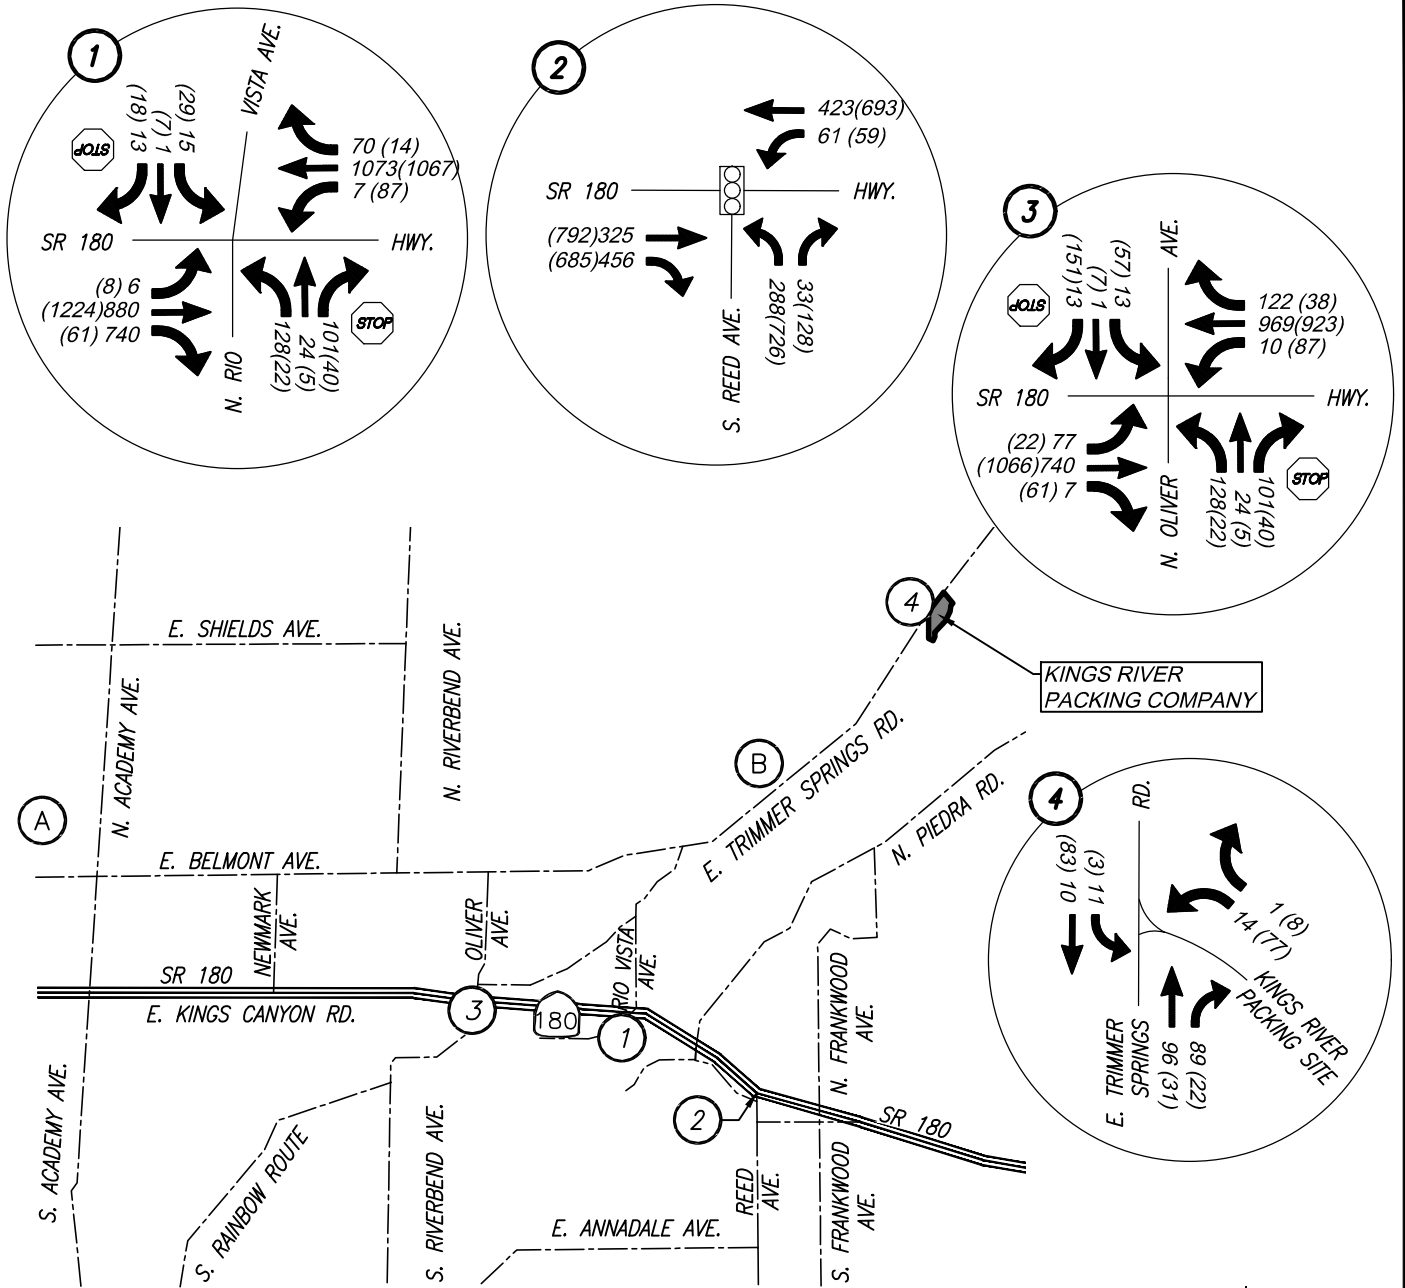 1
VISTA AVE.
(18) 13
(7) 1
(29) 15
STOP
70 (14)
1073(1067)
7 (87)
SR 180
HWY.
(8) 6
(1224)880
(61) 740
N. RIO
128(22)
24 (5)
101(40)
STOP
2
423(693)
61 (59)
SR 180
HWY.
(792)325
(685)456
S. REED AVE.
288(726)
33(128)
3
AVE.
(151)13
(7) 1
(57) 13
STOP
122 (38)
969(923)
10 (87)
SR 180
HWY.
(22) 77
(1066)740
(61) 7
N. OLIVER
128(22)
24 (5)
101(40)
STOP
E. SHIELDS AVE.
N. ACADEMY AVE.
N. RIVERBEND AVE.
4
KINGS RIVER
PACKING COMPANY
A
B
E. TRIMMER SPRINGS RD.
N. PIEDRA RD.
E. BELMONT AVE.
NEWMARK
AVE.
OLIVER
AVE.
RIO VISTA
AVE.
N. FRANKWOOD
AVE.
SR 180
E. KINGS CANYON RD.
3
180
1
2
SR 180
S. ACADEMY AVE.
S. RAINBOW ROUTE
S. RIVERBEND AVE.
E. ANNADALE AVE.
REED
AVE.
S. FRANKWOOD
AVE.
4
RD.
(83) 10
(3) 11
1 (8)
14 (77)
KINGS RIVER
PACKING SITE
E. TRIMMER
SPRINGS
96 (31)
89 (22)